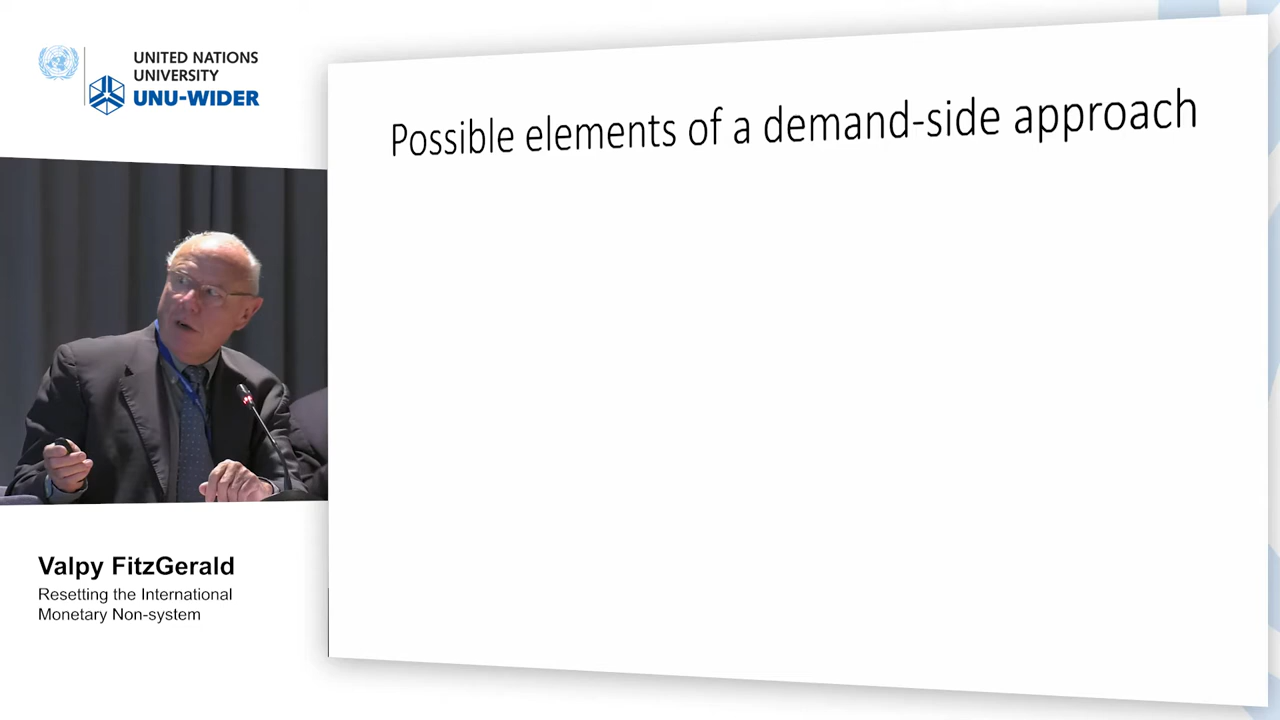 UNITED NATIONS
UNIVERSITY
UNU-WIDER
Possible elements of a demand-side approach
Valpy FitzGerald
Resetting the International
Monetary Non-system